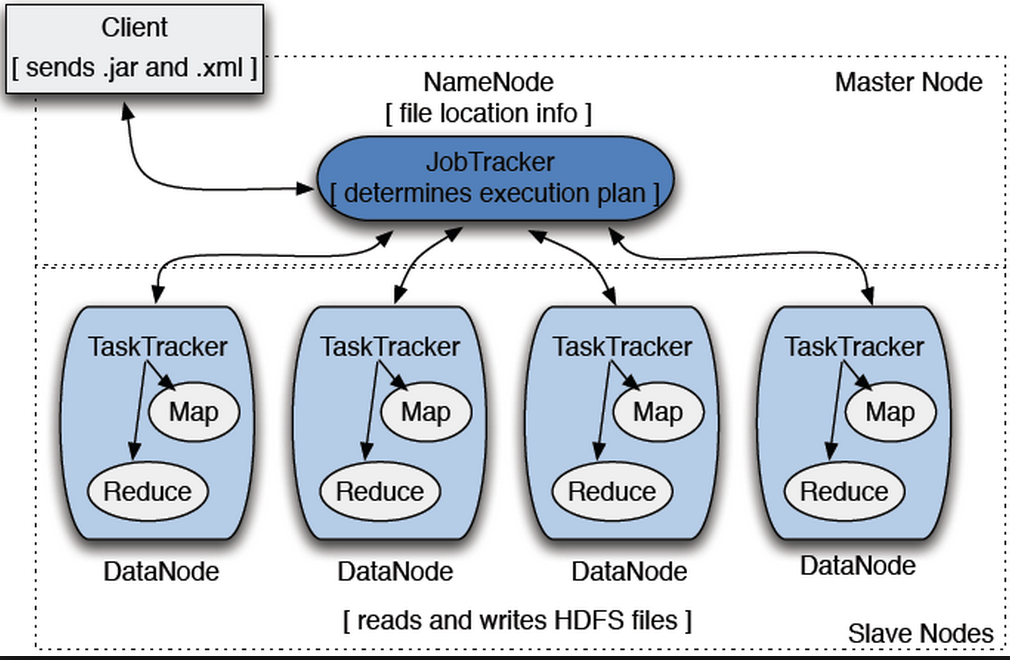 Client
[ sends .jar and .xml ]
NameNode
[ file location info ]
Master Node
JobTracker
[ determines execution plan ]
TaskTracker
Map
Reduce
DataNode
TaskTracker
Map
Reduce
DataNode
TaskTracker
Map
Reduce
DataNode
TaskTracker
Map
Reduce
DataNode
[ reads and writes HDFS files ]
Slave Nodes